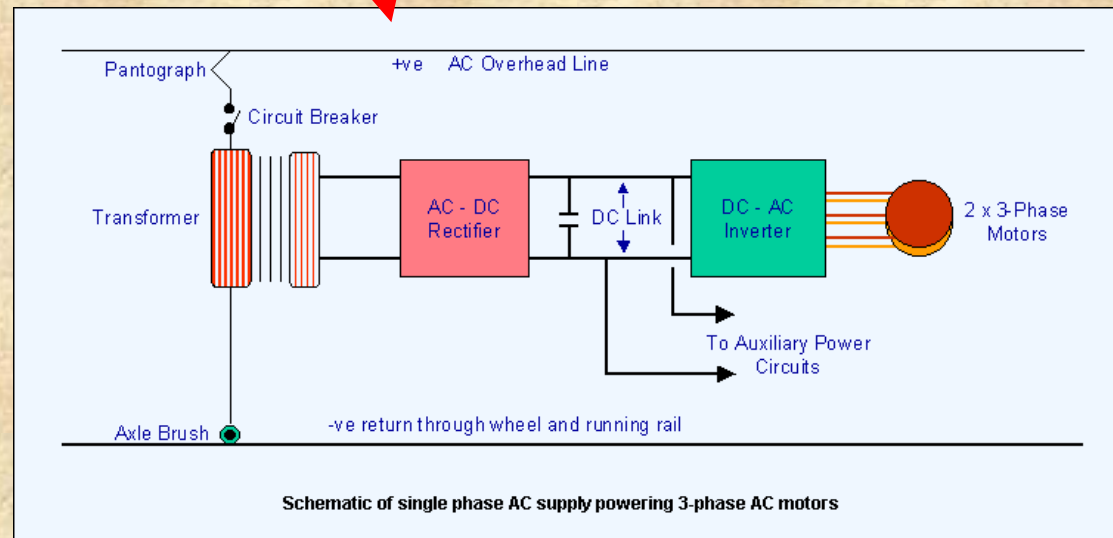 +ve AC Overhead Line
Pantograph
Circuit Breaker
Transformer
AC - DC
Rectifier
DC Link
DC - AC
Inverter
2 x 3-Phase
Motors
To Auxiliary Power
Circuits
Axle Brush
-ve return through wheel and running rail
Schematic of single phase AC supply powering 3-phase AC motors